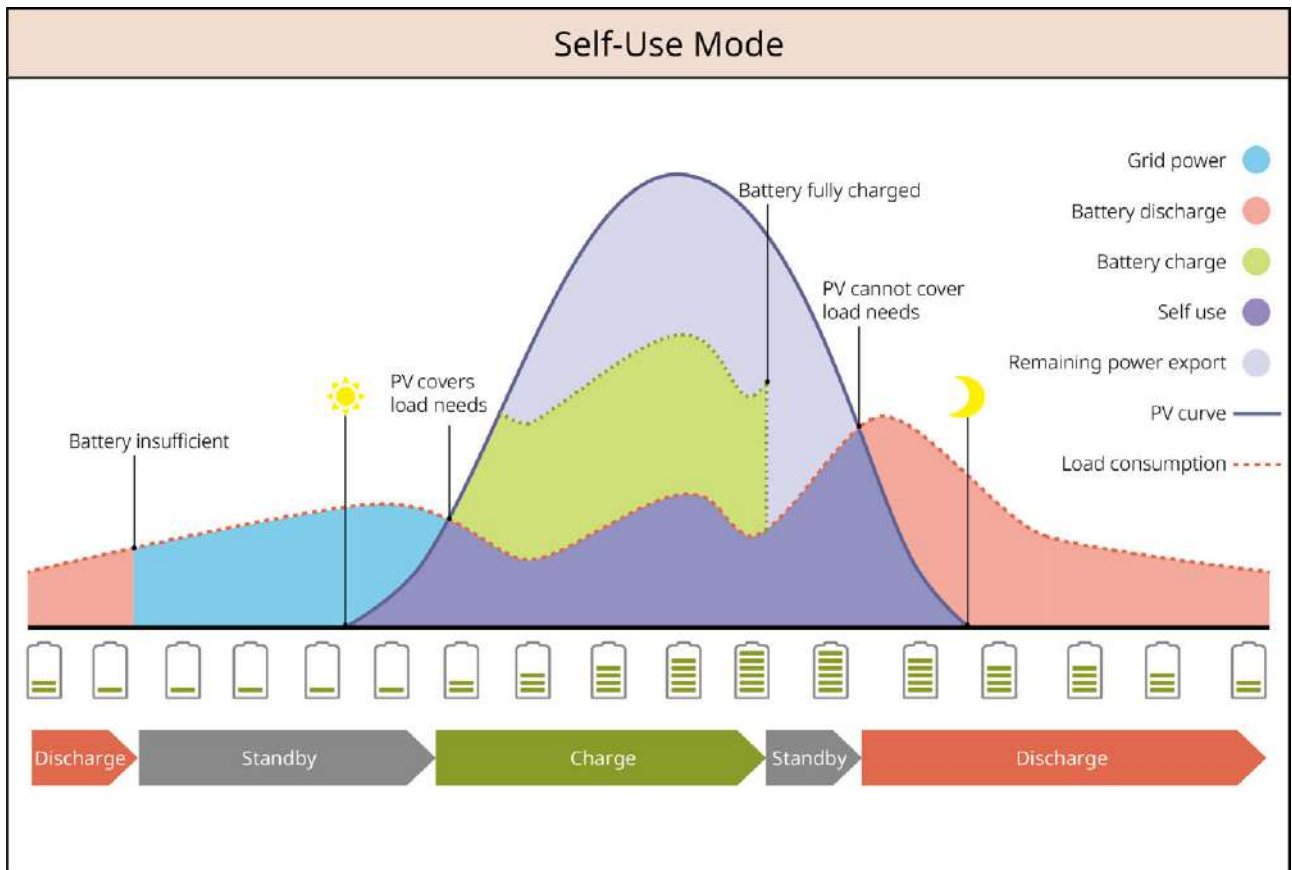 Self-Use Mode
Grid power
Battery discharge
Battery charge
Self use
Remaining power export
PV curve
Load consumption
Battery fully charged
PV cannot cover
load needs
PV covers
load needs
Battery insufficient
Discharge
Standby
Charge
Standby
Discharge